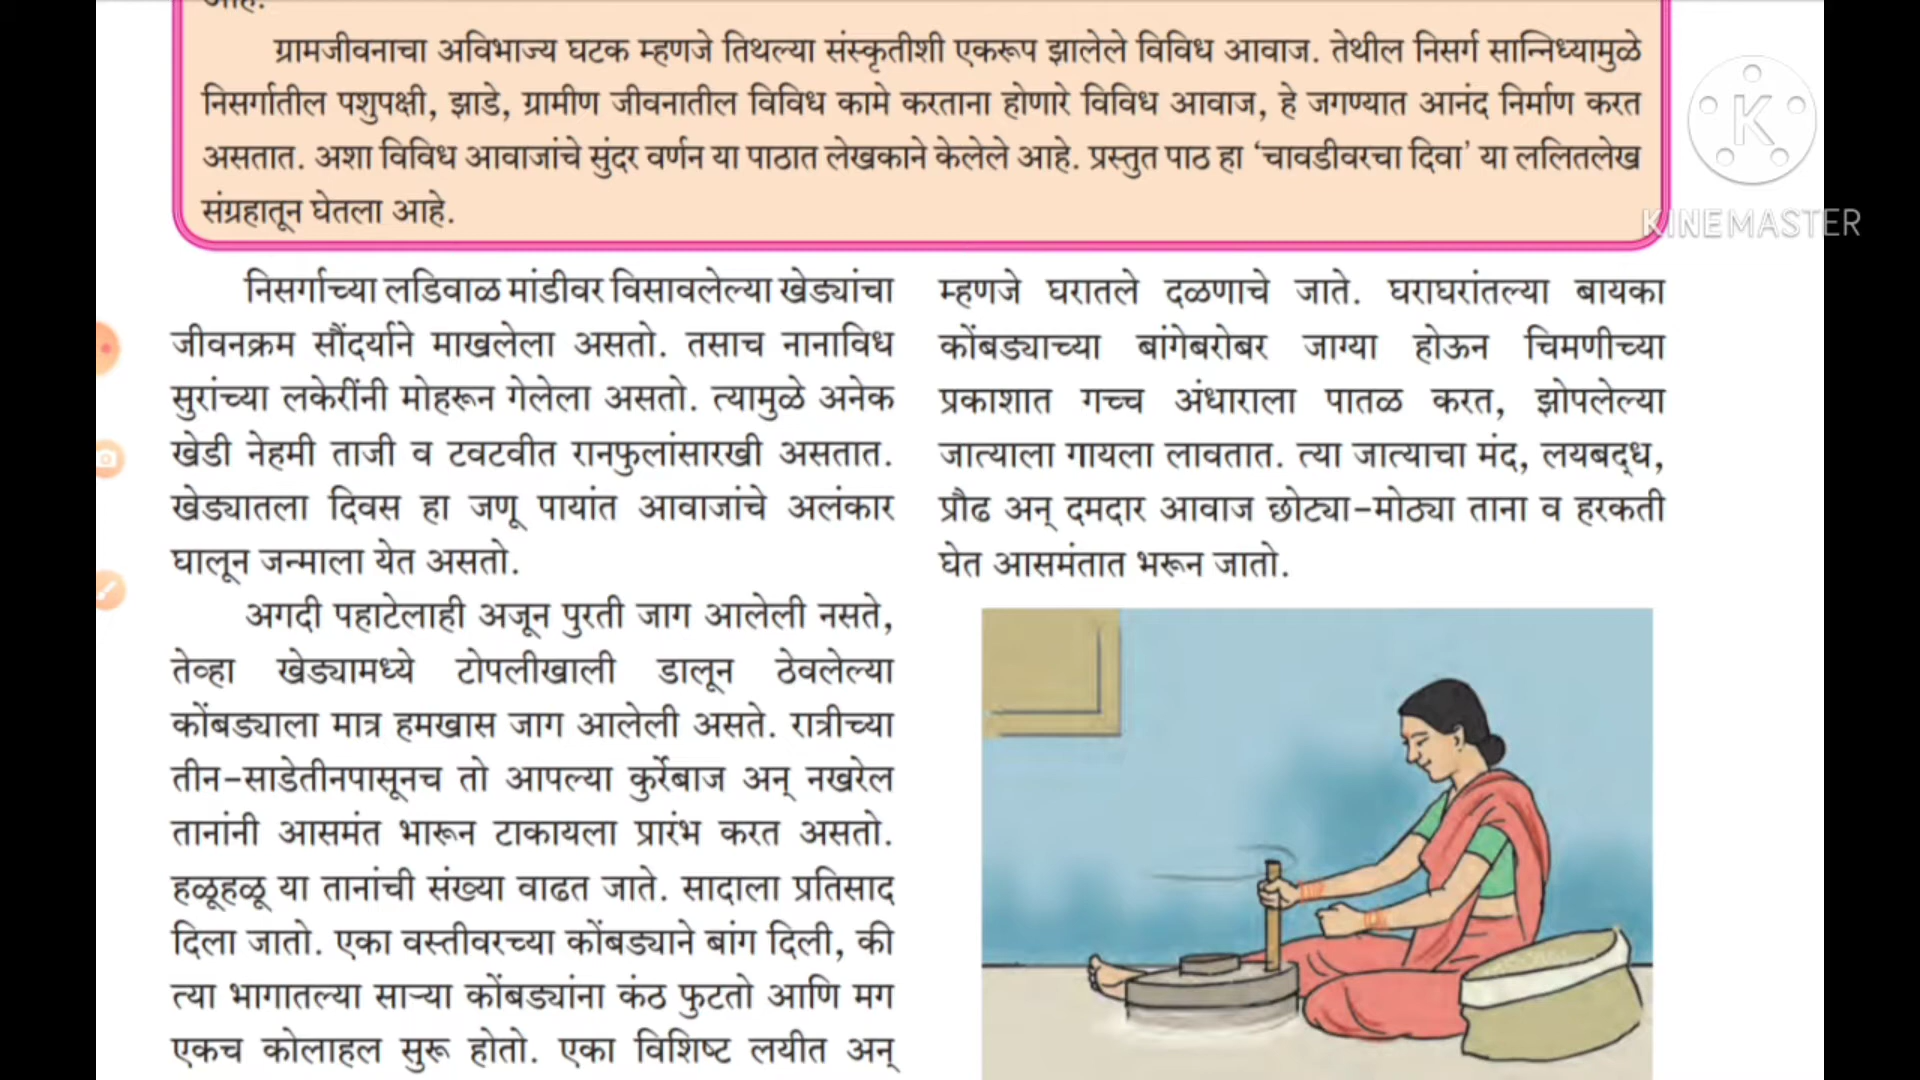 आहे.
ग्रामजीवनाचा अविभाज्य घटक म्हणजे तिथल्या संस्कृतीशी एकरूप झालेले विविध आवाज. तेथील निसर्ग सान्निध्यामुळे
निसर्गातील पशुपक्षी, झाडे, ग्रामीण जीवनातील विविध कामे करताना होणारे विविध आवाज, हे जगण्यात आनंद निर्माण करत
असतात. अशा विविध आवाजांचे सुंदर वर्णन या पाठात लेखकाने केलेले आहे. प्रस्तुत पाठ हा ‘चावडीवरचा दिवा’ या ललितलेख
संग्रहातून घेतला आहे.
K
KINEMASTER
निसर्गाच्या लडिवाळ मांडीवर विसावलेल्या खेड्यांचा
जीवनक्रम सौंदर्याने माखलेला असतो. तसाच नानाविध
सुरांच्या लकेरींनी मोहरून गेलेला असतो. त्यामुळे अनेक
खेडी नेहमी ताजी व टवटवीत रानफुलांसारखी असतात.
खेड्यातला दिवस हा जणू पायांत आवाजांचे अलंकार
घालून जन्माला येत असतो.
अगदी पहाटेलाही अजून पुरती जाग आलेली नसते,
तेव्हा खेड्यामध्ये टोपलीखाली डालून ठेवलेल्या
कोंबड्याला मात्र हमखास जाग आलेली असते. रात्रीच्या
तीन-साडेतीनपासूनच तो आपल्या कुर्रेबाज अन् नखरेल
तानांनी आसमंत भारून टाकायला प्रारंभ करत असतो.
हळूहळू या तानांची संख्या वाढत जाते. सादाला प्रतिसाद
दिला जातो. एका वस्तीवरच्या कोंबड्याने बांग दिली, की
त्या भागातल्या साऱ्या कोंबड्यांना कंठ फुटतो आणि मग
एकच कोलाहल सुरू होतो. एका विशिष्ट लयीत अन्
म्हणजे घरातले दळणाचे जाते. घराघरांतल्या बायका
कोंबड्याच्या बांगेबरोबर जाग्या होऊन चिमणीच्या
प्रकाशात गच्च अंधाराला पातळ करत, झोपलेल्या
जात्याला गायला लावतात. त्या जात्याचा मंद, लयबद्ध,
प्रौढ अन् दमदार आवाज छोट्या-मोठ्या ताना व हरकती
घेत आसमंतात भरून जातो.